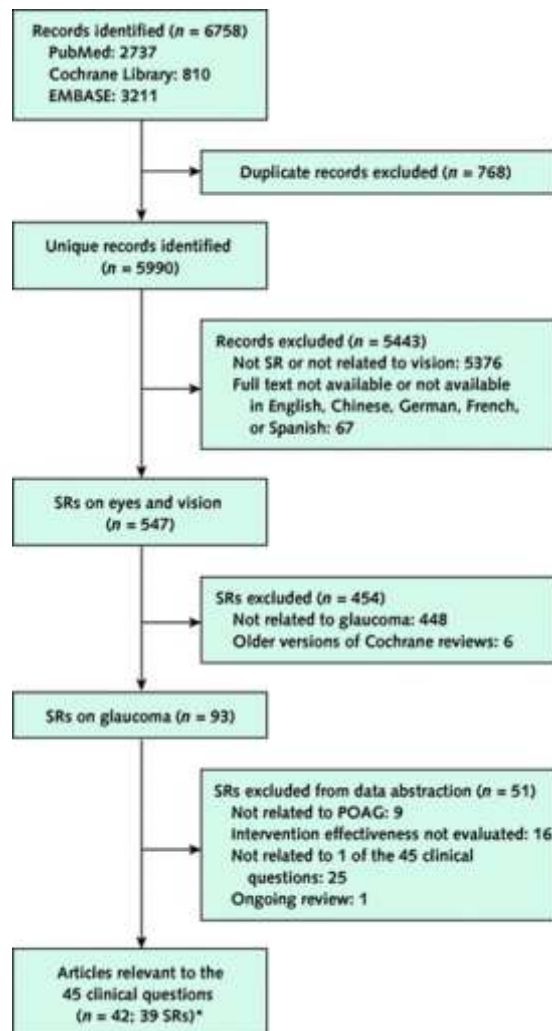 Records identified (n = 6758)
PubMed: 2737
Cochrane Library: 810
EMBASE: 3211
Duplicate records excluded (n = 768)
Unique records identified
(n = 5990)
Records excluded (n = 5443)
Not SR or not related to vision: 5376
Full text not available or not available
in English, Chinese, German, French,
or Spanish: 67
SRs on eyes and vision
(n = 547)
SRs excluded (n = 454)
Not related to glaucoma: 448
Older versions of Cochrane reviews: 6
SRs on glaucoma (n = 93)
SRs excluded from data abstraction (n = 51)
Not related to POAG: 9
Intervention effectiveness not evaluated: 16
Not related to 1 of the 45 clinical
questions: 25
Ongoing review: 1
Articles relevant to the
45 clinical questions
(n = 42; 39 SRs)*